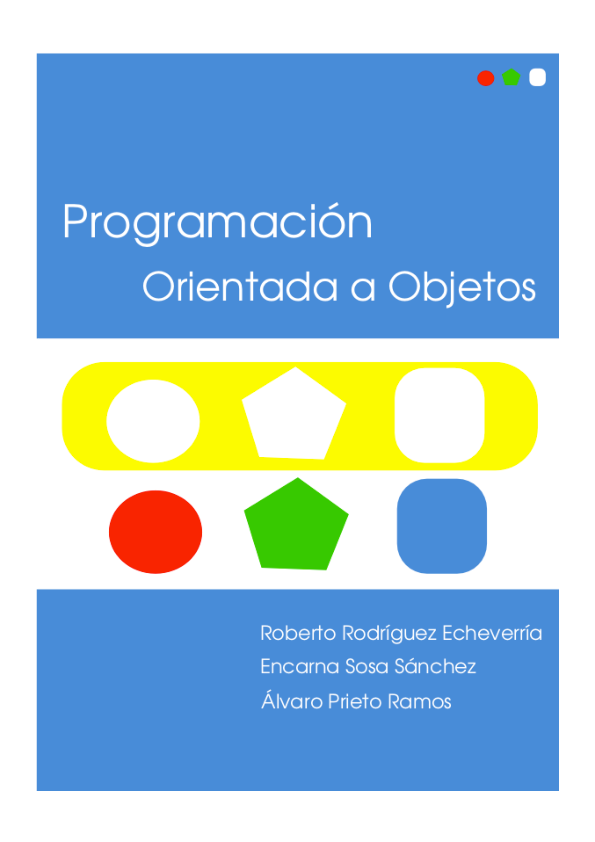 Programación
Orientada a Objetos
Roberto Rodríguez Echeverría
Encarna Sosa Sánchez
Álvaro Prieto Ramos